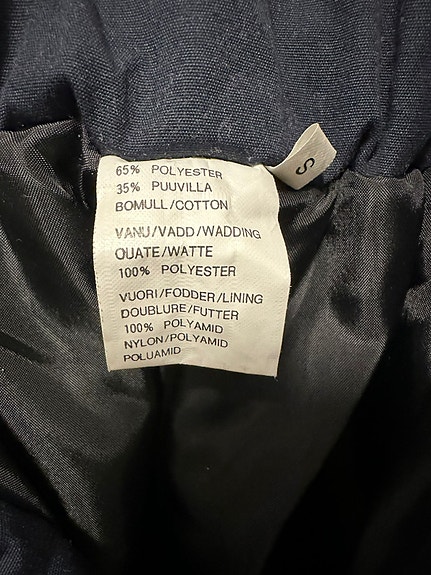 65% POLYESTER
35% PUUVILLA
BOMULL/COTTON
VANU/VADD/WADDING
OUATE/WATTE
100% POLYESTER
VUORI/FODDER/LINING
DOUBLURE/FUTTER
100% POLYAMID
NYLON/POLYAMID
POLUAMID
S